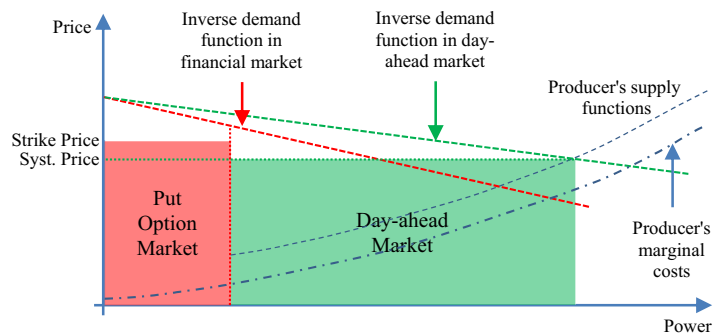 Price
Inverse demand
function in
financial market
Inverse demand
function in day-
ahead market
Producer's supply
functions
Strike Price
Syst. Price
Put
Option
Market
Day-ahead
Market
Producer's
marginal
costs
Power